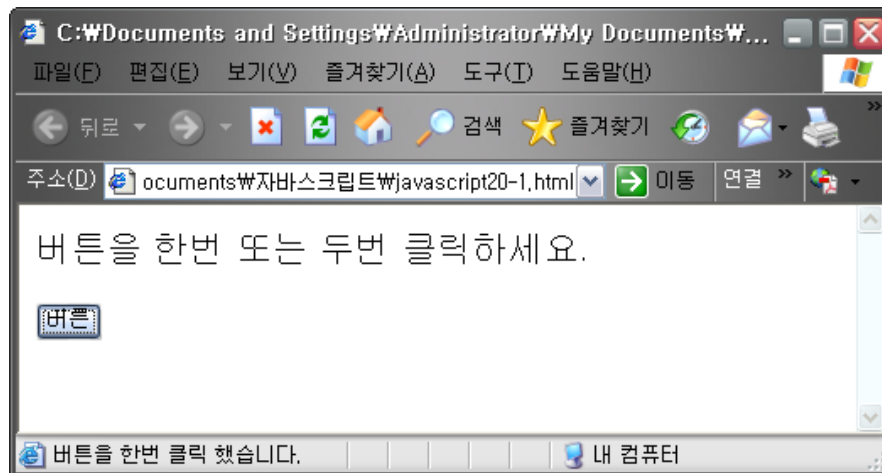 C:₩Documents and Settings₩Administrator₩My Documents₩...
파일(F) 편집(E) 보기(V) 즐겨찾기(A) 도구(T) 도움말(H)
뒤로 검색 즐겨찾기 »
주소(D) ocuments₩자바스크립트₩javascript20-1.html 이동 연결 »
버튼을 한번 또는 두번 클릭하세요.
버튼
버튼을 한번 클릭 했습니다. 내 컴퓨터